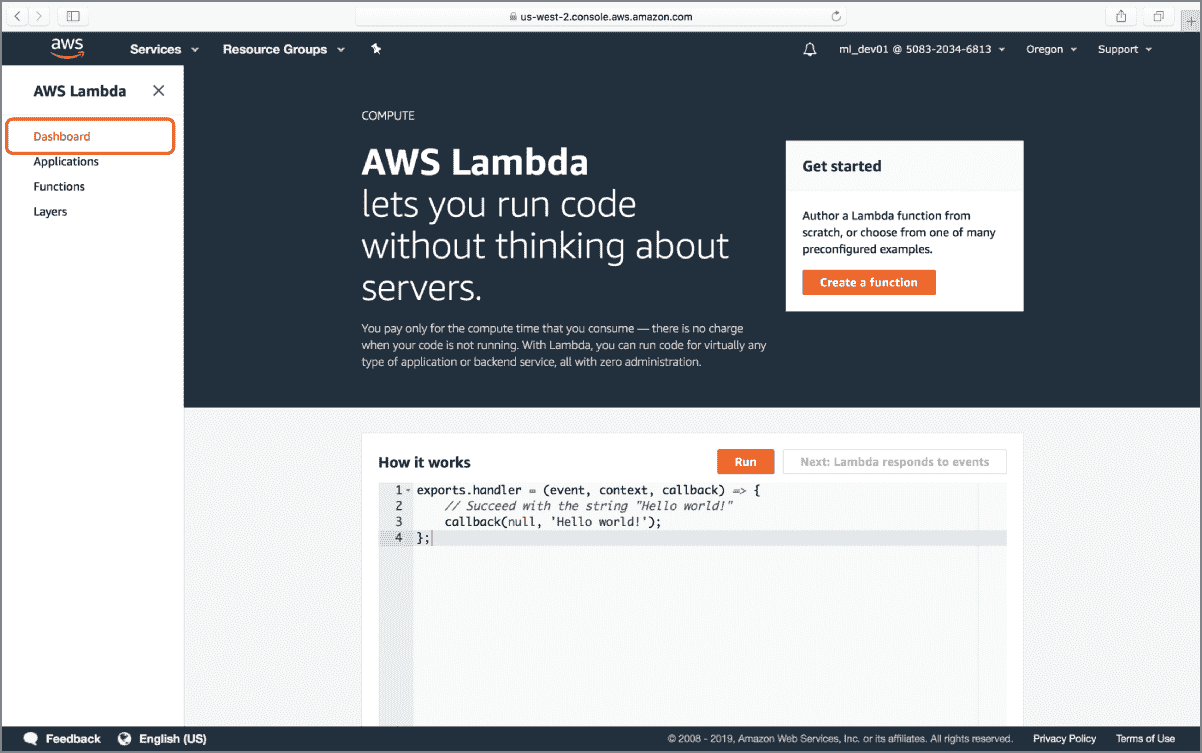 us-west-2.console.aws.amazon.com
aws
Services
Resource Groups
ml_dev01 @ 5083-2034-6813
Oregon
Support
AWS Lambda
Dashboard
Applications
Functions
Layers
COMPUTE
AWS Lambda
lets you run code
without thinking about
servers.
You pay only for the compute time that you consume — there is no charge
when your code is not running. With Lambda, you can run code for virtually any
type of application or backend service, all with zero administration.
Get started
Author a Lambda function from
scratch, or choose from one of many
preconfigured examples.
Create a function
How it works
Run
Next: Lambda responds to events
1 exports.handler = (event, context, callback) => {
2 // Succeed with the string "Hello world!"
3 callback(null, 'Hello world!');
4 };
Feedback
English (US)
© 2008 - 2019, Amazon Web Services, Inc. or its affiliates. All rights reserved.
Privacy Policy
Terms of Use